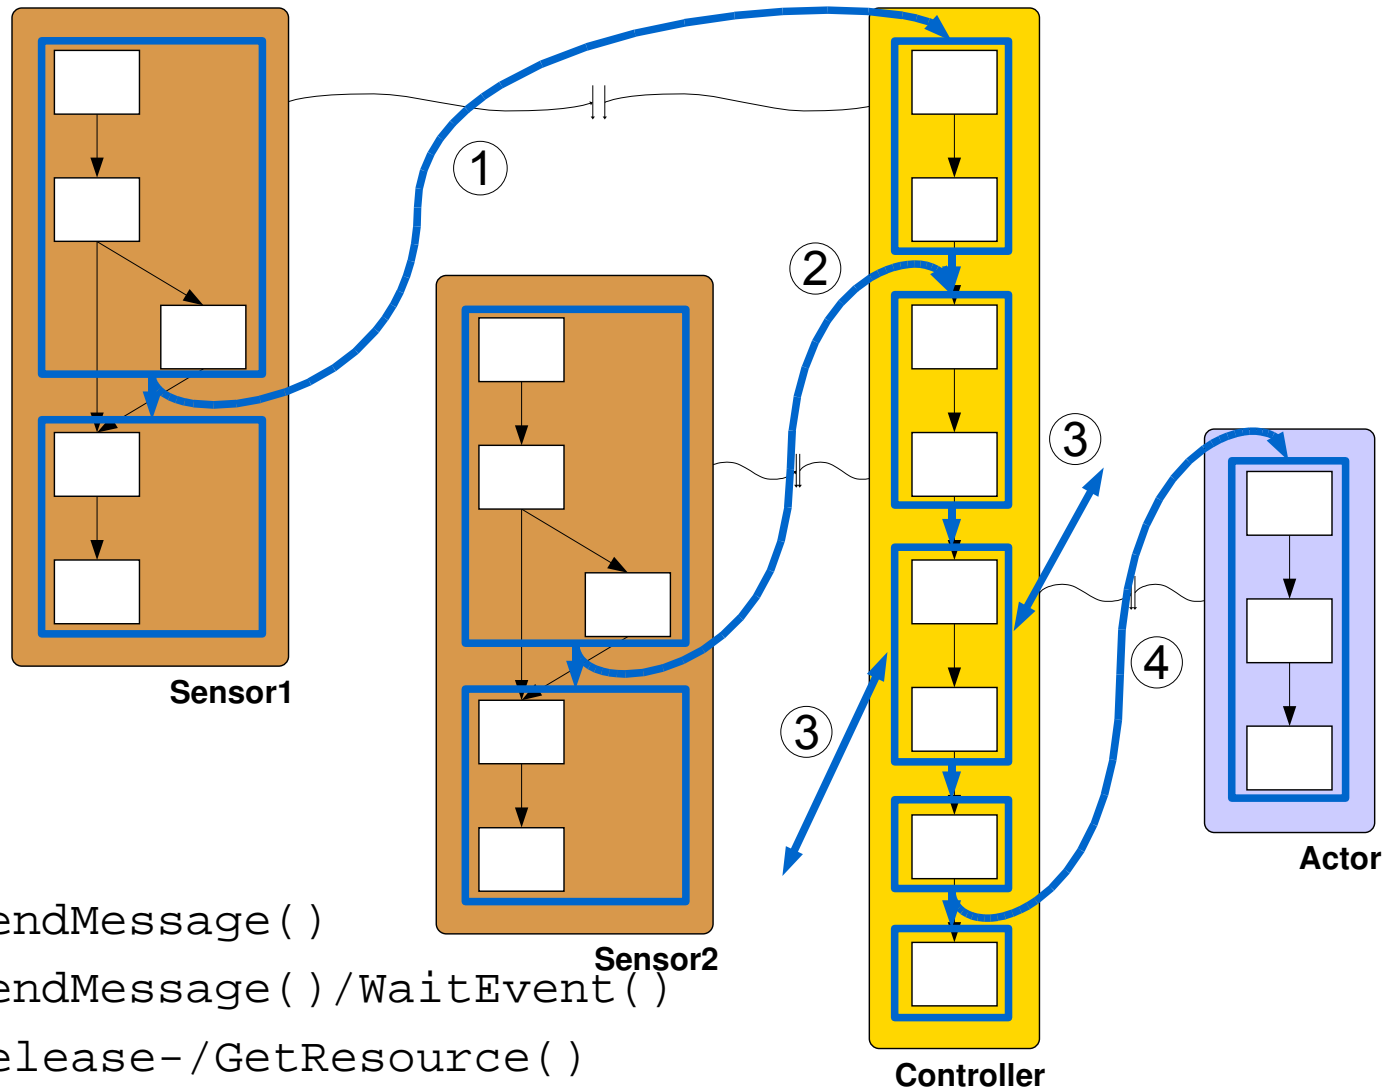 ①
②
③
③
④
Sensor1
Actor
endMessage()
Sensor2
endMessage()/WaitEvent()
elease-/GetResource()
Controller